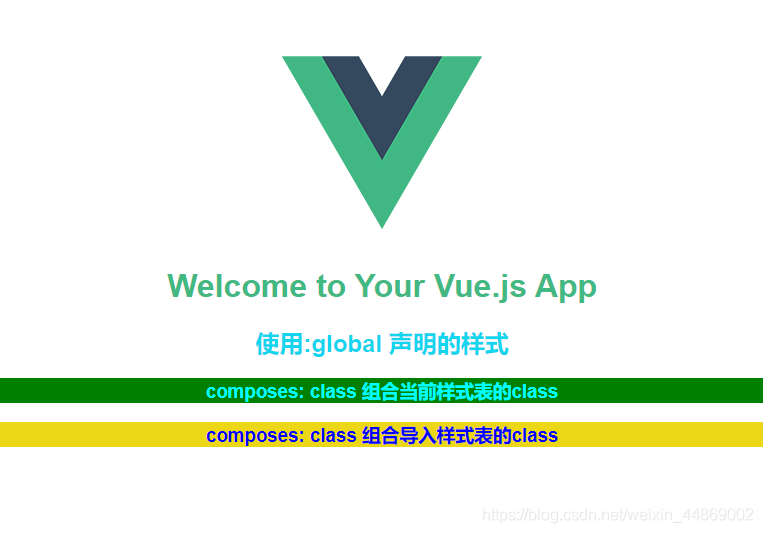 Welcome to Your Vue.js App
使用:global 声明的样式
composes: class 组合当前样式表的class
composes: class 组合导入样式表的class
https://blog.csdn.net/weixin_44869002